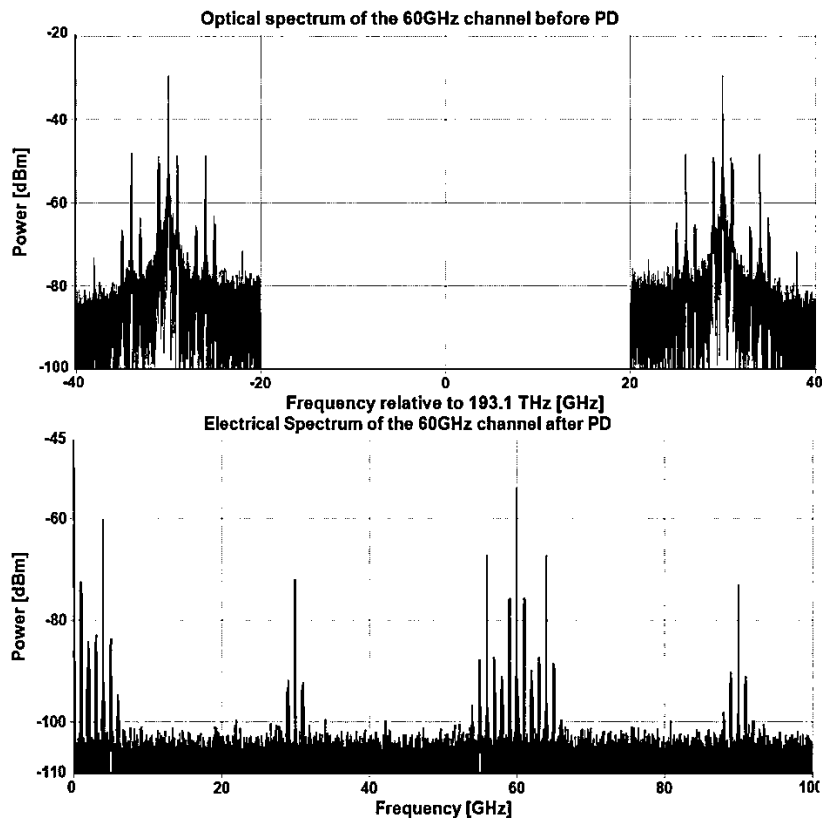 Optical spectrum of the 60GHz channel before PD
-20
-40
-60
-80
-100
Power [dBm]
-40 -20 0 20 40
Frequency relative to 193.1 THz [GHz]
Electrical Spectrum of the 60GHz channel after PD
-45
-60
-80
-100
-110
Power [dBm]
0 20 40 60 80 100
Frequency [GHz]